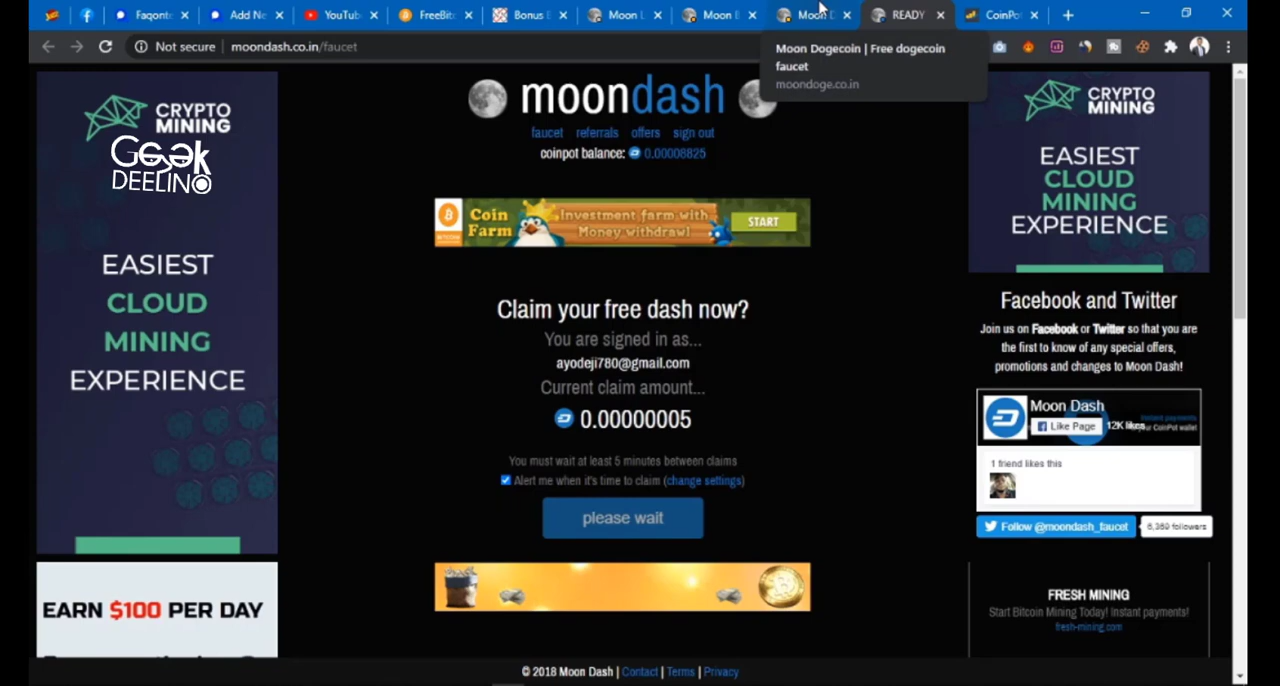 Faqonte
Add Ne
YouTub
FreeBit
Bonus B
Moon L
Moon B
Moon D
READY
CoinPo
Not secure
moondash.co.in/faucet
Moon Dogecoin | Free dogecoin
faucet
moondoge.co.in
moondash
faucet referrals offers sign out
coinpot balance: 0.00008825
CRYPTO
MINING
Geek
DEELINO
EASIEST
CLOUD
MINING
EXPERIENCE
EARN $100 PER DAY
BITCOIN
Coin
Farm
Investment farm with
Money withdrawl
START
Claim your free dash now?
You are signed in as...
ayodeji780@gmail.com
Current claim amount...
0.00000005
You must wait at least 5 minutes between claims
Alert me when it's time to claim (change settings)
please wait
CRYPTO
MINING
EASIEST
CLOUD
MINING
EXPERIENCE
Facebook and Twitter
Join us on Facebook or Twitter so that you are
the first to know of any special offers,
promotions and changes to Moon Dash!
Moon Dash
Like Page 12K likes
1 friend likes this
Follow @moondash_faucet
6,369 followers
FRESH MINING
Start Bitcoin Mining Today! Instant payments!
fresh-mining.com
© 2018 Moon Dash | Contact | Terms | Privacy